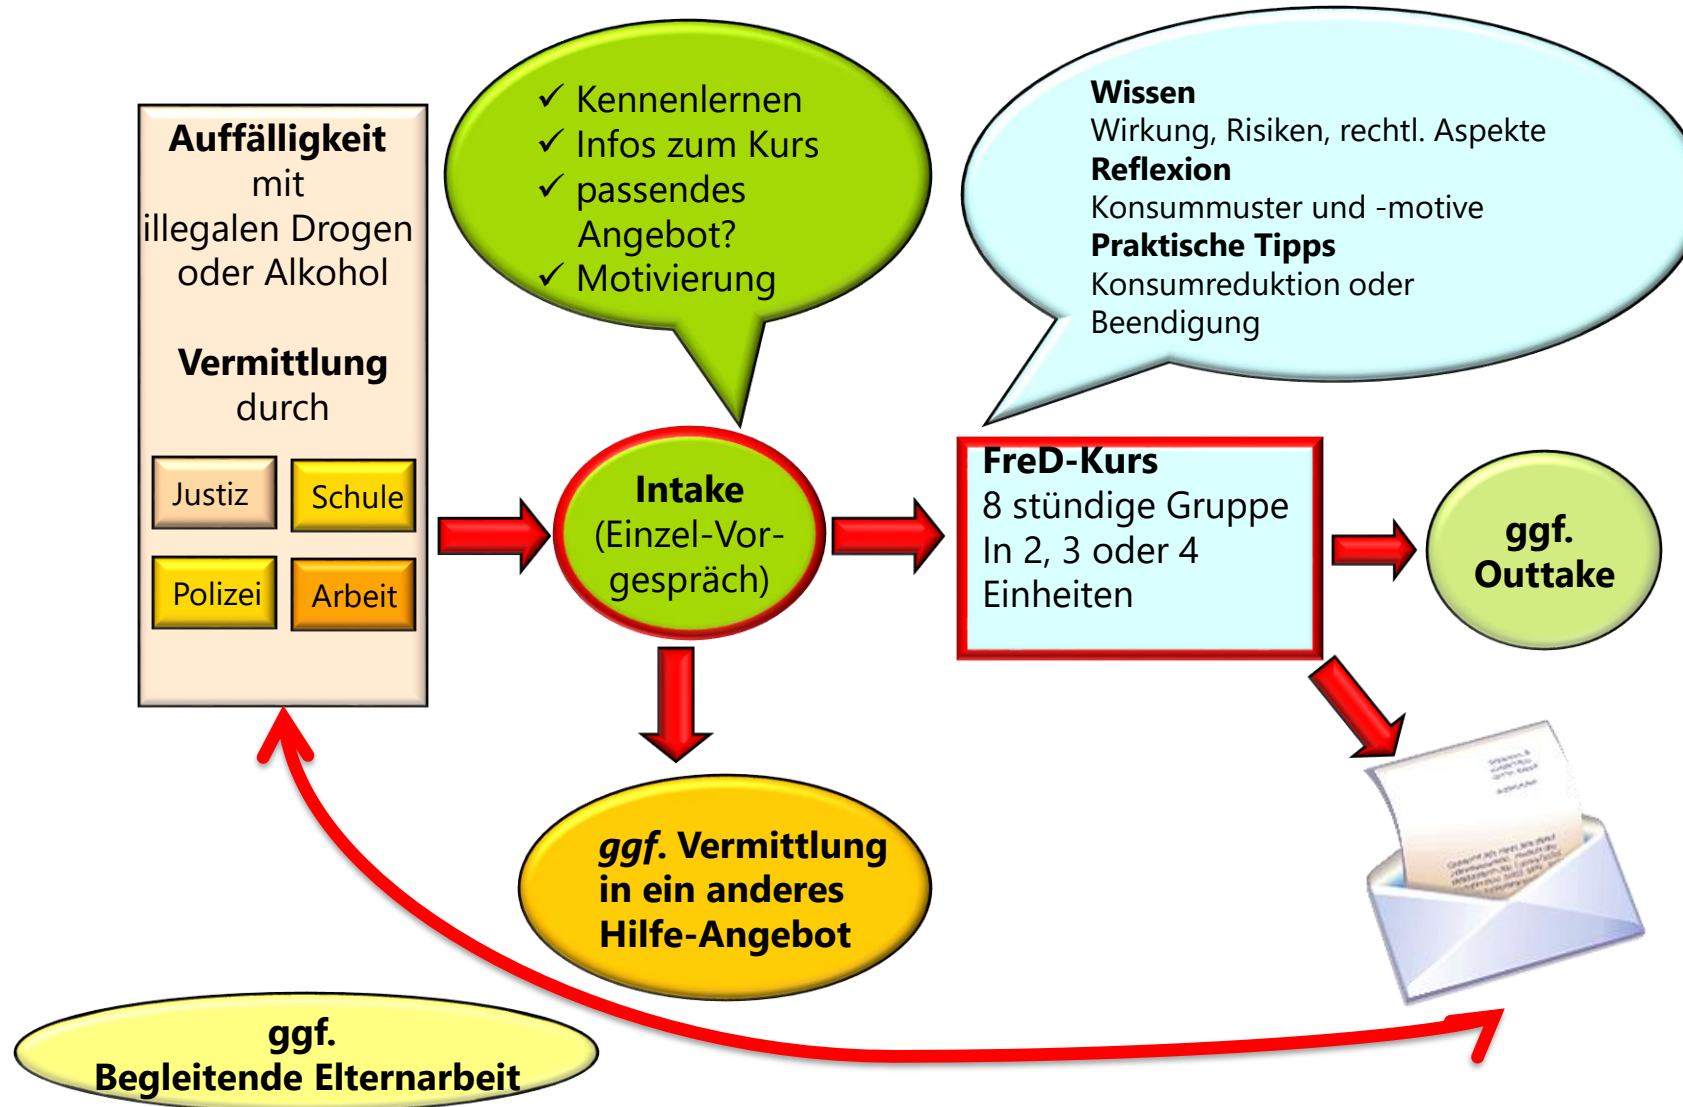 Auffälligkeit
mit
illegalen Drogen
oder Alkohol
Vermittlung
durch
Justiz
Schule
Polizei
Arbeit
✓ Kennenlernen
✓ Infos zum Kurs
✓ passendes
Angebot?
✓ Motivierung
Intake
(Einzel-Vor-
gespräch)
ggf. Vermittlung
in ein anderes
Hilfe-Angebot
Wissen
Wirkung, Risiken, rechtl. Aspekte
Reflexion
Konsummuster und -motive
Praktische Tipps
Konsumreduktion oder
Beendigung
FreD-Kurs
8 stündige Gruppe
In 2, 3 oder 4
Einheiten
ggf.
Outtake
ggf.
Begleitende Elternarbeit